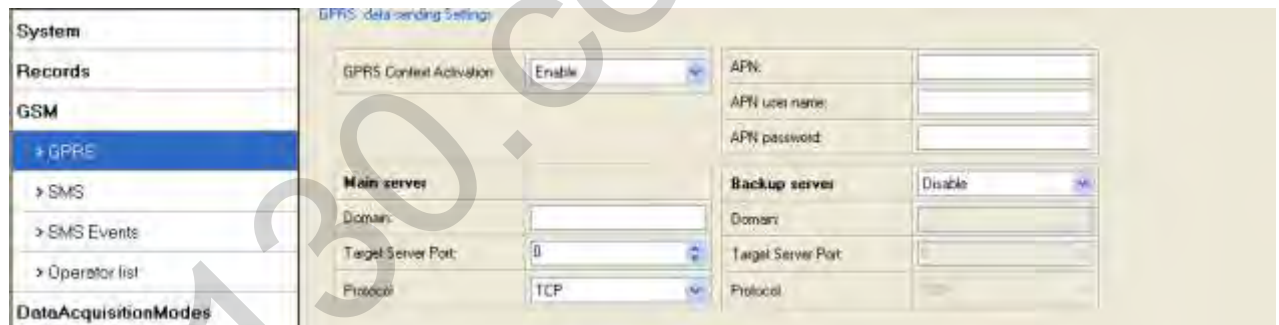 System
Records
GSM
> GPRS
> SMS
> SMS Events
> Operator list
DataAcquisitionModes
GPRS data sending Settings
GPRS Context Activation Enable
APN:
APN user name:
APN password:
Main server
Domain:
Target Server Port: 0
Protocol TCP
Backup server Disable
Domain:
Target Server Port:
Protocol
130.co